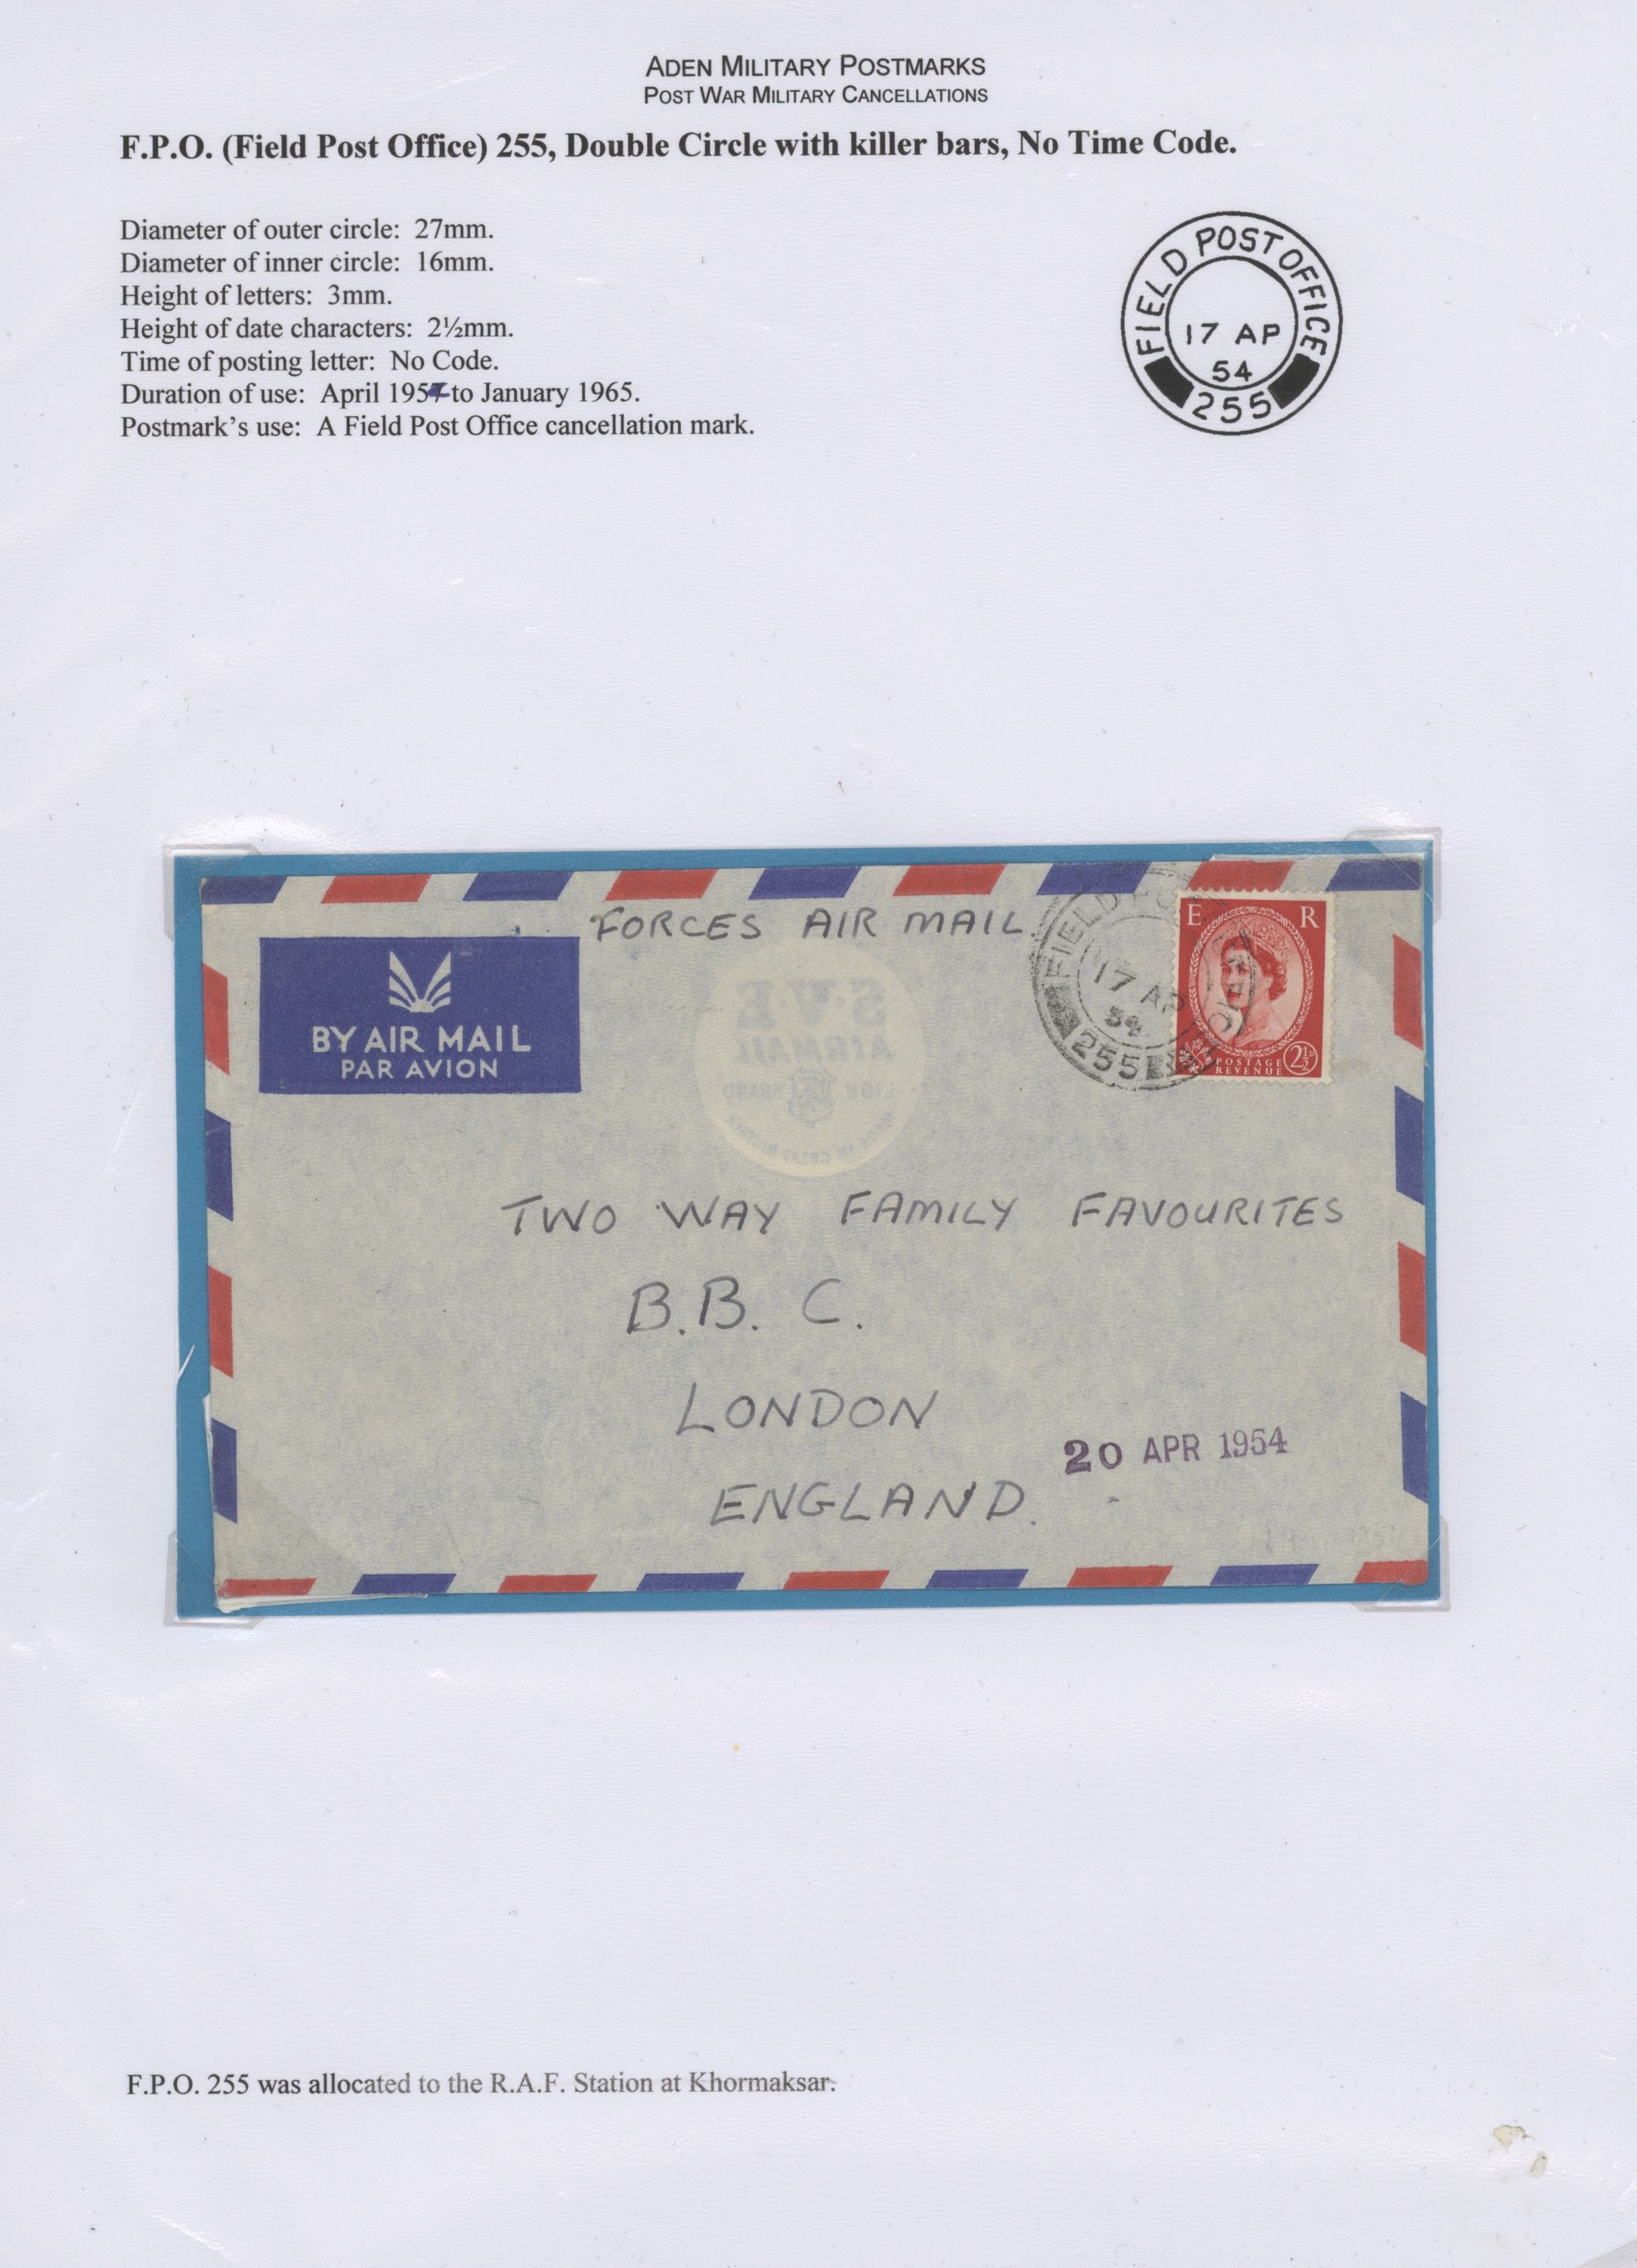 ADEN MILITARY POSTMARKS
POST WAR MILITARY CANCELLATIONS
F.P.O. (Field Post Office) 255, Double Circle with killer bars, No Time Code.
Diameter of outer circle: 27mm.
Diameter of inner circle: 16mm.
Height of letters: 3mm.
Height of date characters: 2½mm.
Time of posting letter: No Code.
Duration of use: April 195 to January 1965.
Postmark's use: A Field Post Office cancellation mark.
FIELD POST OFFICE
17 AP
54
255
FORCES AIR MAIL.
BY AIR MAIL
PAR AVION
SVE
AIRMAIL
FIELD PO
17 AP
54
255
E R
POSTAGE
REVENUE
2½D
TWO WAY FAMILY FAVOURITES
B.B.C.
LONDON
ENGLAND.
20 APR 1954
F.P.O. 255 was allocated to the R.A.F. Station at Khormaksar.